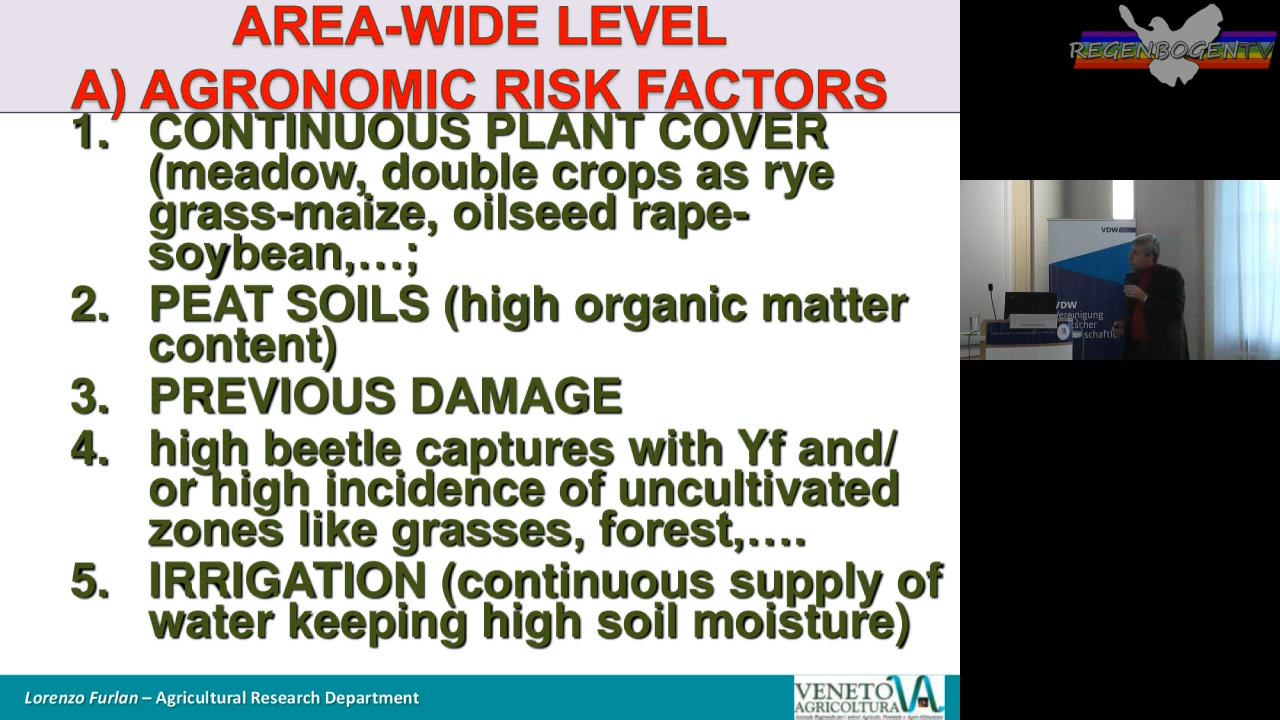 AREA-WIDE LEVEL
A) AGRONOMIC RISK FACTORS
1. CONTINUOUS PLANT COVER
(meadow, double crops as rye
grass-maize, oilseed rape-
soybean,...;
2. PEAT SOILS (high organic matter
content)
3. PREVIOUS DAMAGE
4. high beetle captures with Yf and/
or high incidence of uncultivated
zones like grasses, forest,....
5. IRRIGATION (continuous supply of
water keeping high soil moisture)
Lorenzo Furlan – Agricultural Research Department
VENETO
AGRICOLTURA
REGENBOGENTV
VDW
VDW